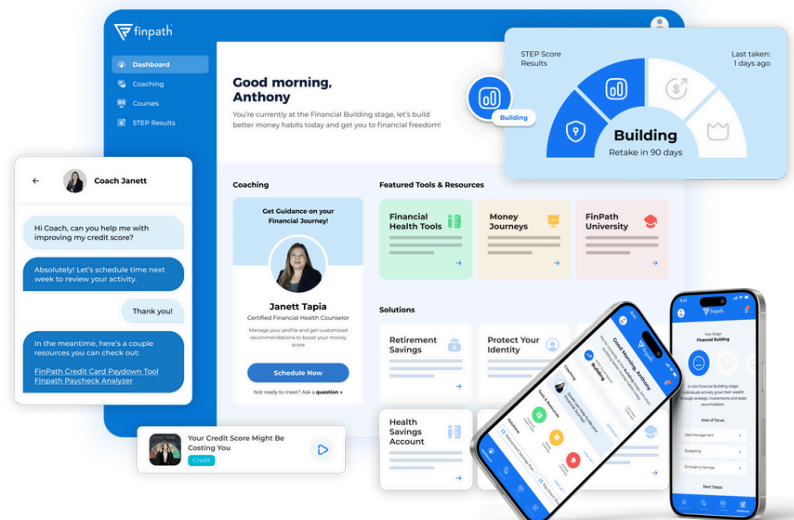 finpath
Dashboard
Coaching
Courses
STEP Results
Good morning,
Anthony
You're currently at the Financial Building stage, let's build
better money habits today and get you to financial freedom!
Building
STEP Score
Results
Last taken:
1 days ago
Building
Retake in 90 days
Coach Janett
Hi Coach, can you help me with
improving my credit score?
Absolutely! Let's schedule time next
week to review your activity.
Thank you!
In the meantime, here's a couple
resources you can check out:
FinPath Credit Card Paydown Tool
Finpath Paycheck Analyzer
Coaching
Get Guidance on your
Financial Journey!
Janett Tapia
Certified Financial Health Counselor
Manage your profile and get customized
recommendations to boost your money
score
Schedule Now
Not ready to meet? Ask a question
Featured Tools & Resources
Financial
Health Tools
Money
Journeys
FinPath
University
Solutions
Retirement
Savings
Protect Your
Identity
Health
Savings
Account
Your Credit Score Might Be
Costing You
Credit
finpath
Good Morning, Anthony
Building
Coaching
Tools & Resources
Solutions
finpath
Your Stage
Financial Building
In the Financial Building stage,
individuals actively grow their wealth
through strategic investments and asset
accumulation.
Area of Focus:
Debt Management
Budgeting
Emergency Savings
Next Steps: